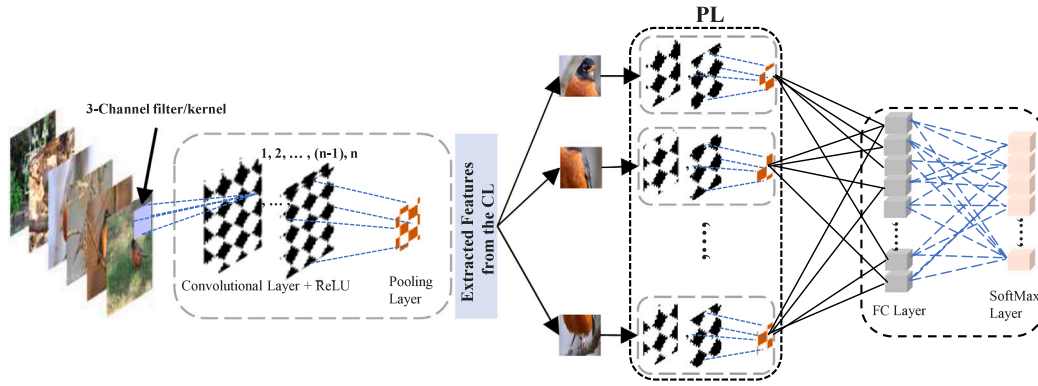 PL
3-Channel filter/kernel
1, 2, ... , (n-1), n
Convolutional Layer + ReLU
Pooling
Layer
Extracted Features
from the CL
FC Layer
SoftMax
Layer